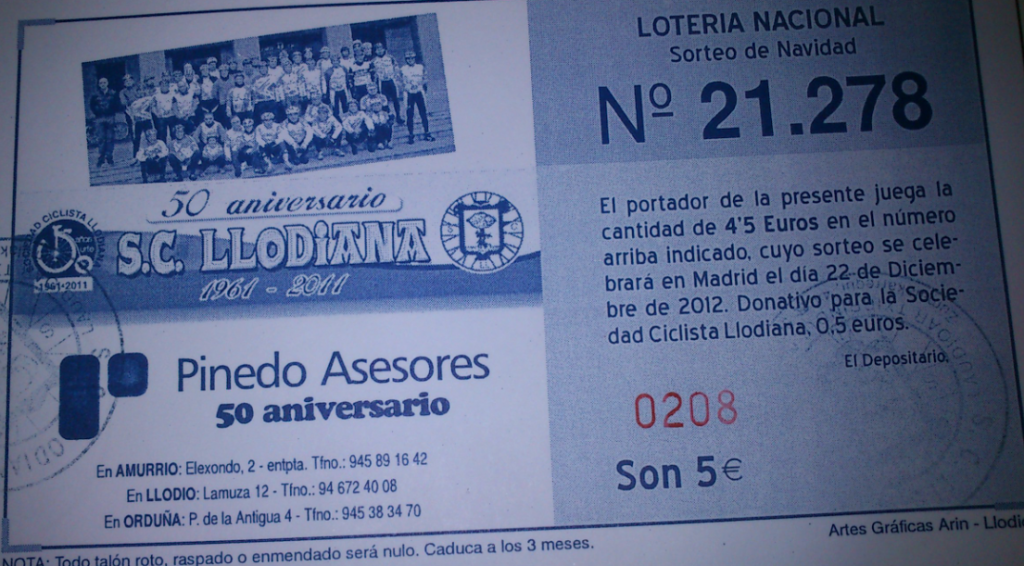 LOTERIA NACIONAL
Sorteo de Navidad
Nº 21.278
50 aniversario
S.C. LLODIANA
1961 - 2011
SOCIEDAD CICLISTA LLODIANA
1961-2011
El portador de la presente juega la
cantidad de 4'5 Euros en el número
arriba indicado, cuyo sorteo se cele-
brará en Madrid el día 22 de Diciem-
bre de 2012. Donativo para la Socie-
dad Ciclista Llodiana, 0,5 euros.
El Depositario,
0208
Son 5€
Pinedo Asesores
50 aniversario
En AMURRIO: Elexondo, 2 - entpta. Tfno.: 945 89 16 42
En LLODIO: Lamuza 12 - Tfno.: 94 672 40 08
En ORDUÑA: P. de la Antigua 4 - Tfno.: 945 38 34 70
NOTA: Todo talón roto, raspado o enmendado será nulo. Caduca a los 3 meses.
Artes Gráficas Arin - Llodio